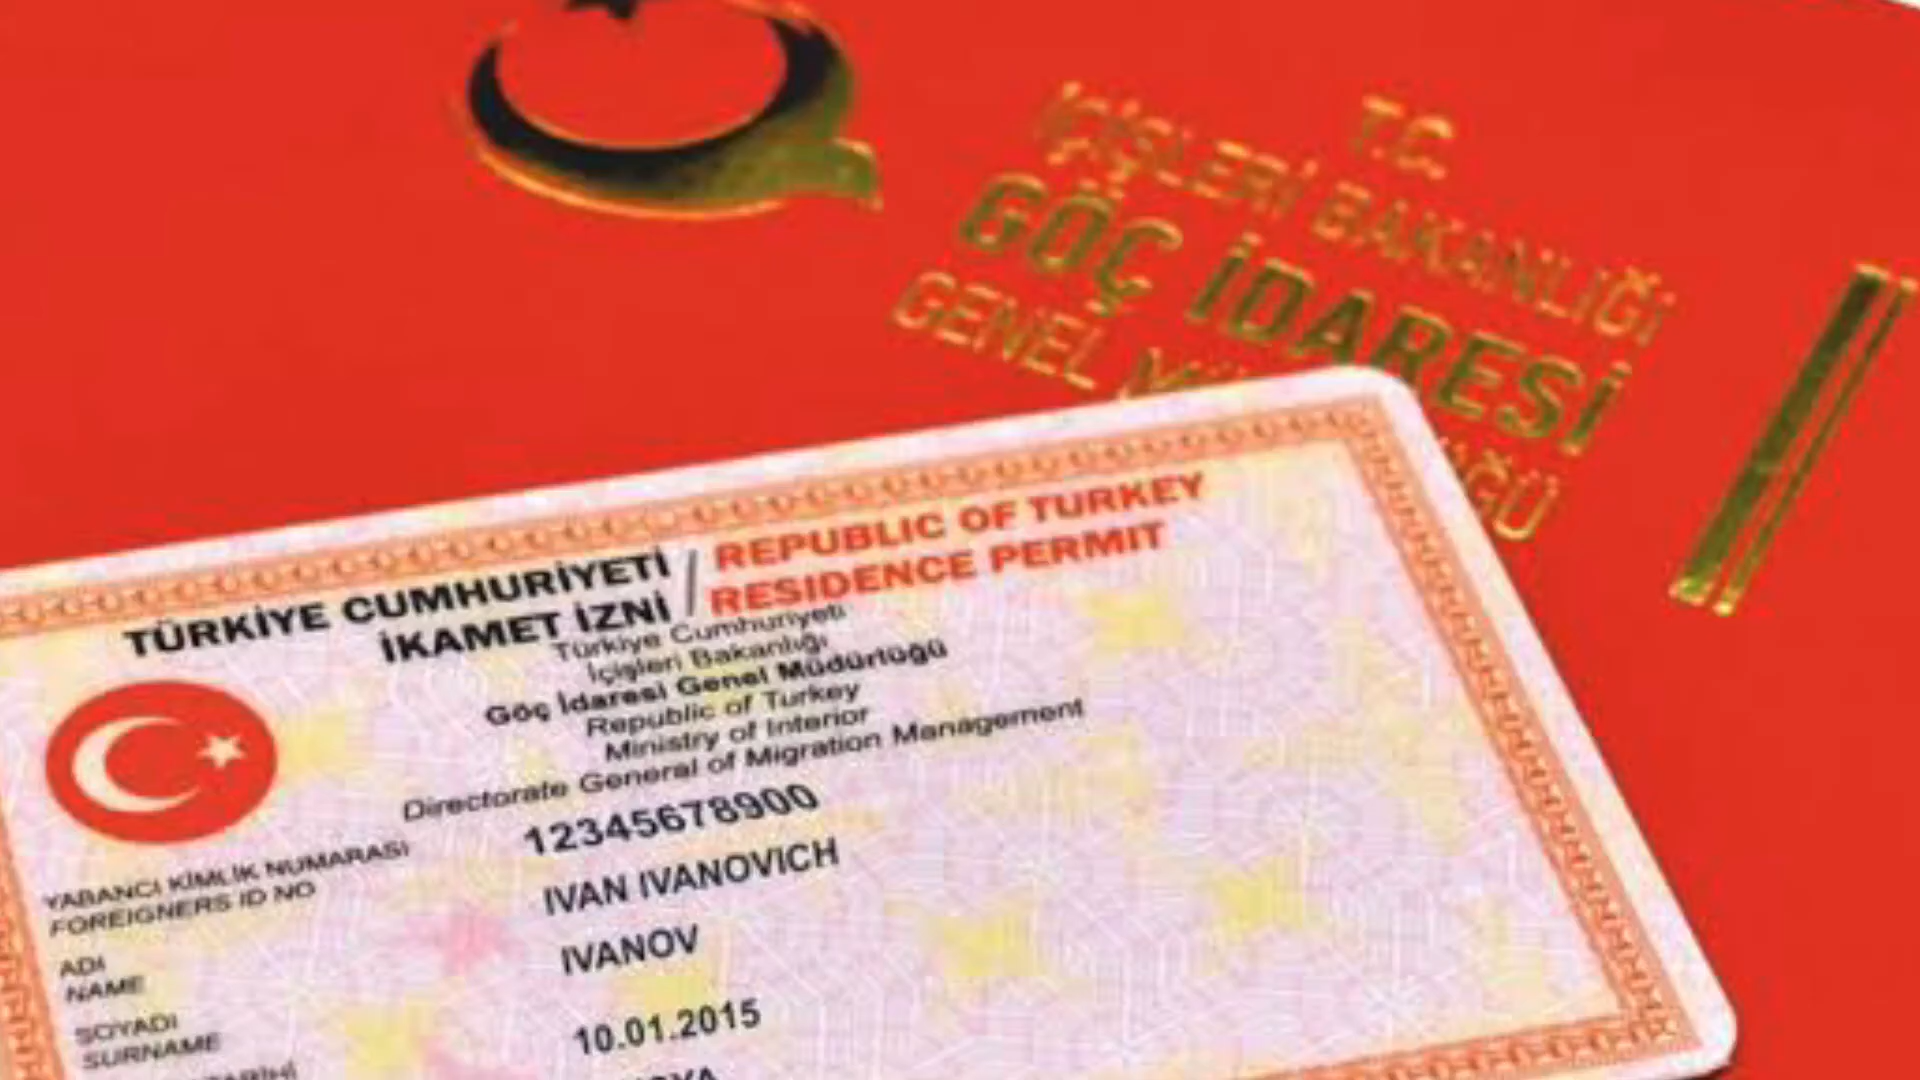 T.C.
İÇİŞLERİ BAKANLIĞI
GÖÇ İDARESİ
GENEL
TÜRKİYE CUMHURİYETİ / REPUBLIC OF TURKEY
İKAMET İZNİ / RESIDENCE PERMIT
Türkiye Cumhuriyeti
İçişleri Bakanlığı
Göç İdaresi Genel Müdürlüğü
Republic of Turkey
Ministry of Interior
Directorate General of Migration Management
YABANCI KİMLİK NUMARASI
FOREIGNERS ID NO
12345678900
ADI
NAME
IVAN IVANOVICH
SOYADI
SURNAME
IVANOV
10.01.2015